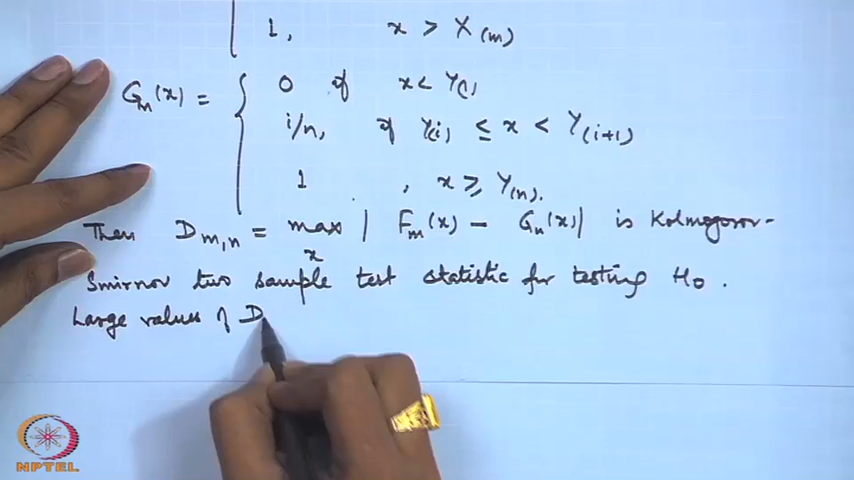 1, x > X(m)
Gn(x) = { 0 if x < Y(1)
i/n, if Y(i) ≤ x < Y(i+1)
1 , x ≥ Y(n).
Then Dm,n = max | Fm(x) - Gn(x)| is Kolmogorov-
x
Smirnov two sample test statistic for testing H0.
Large values of D
NPTEL